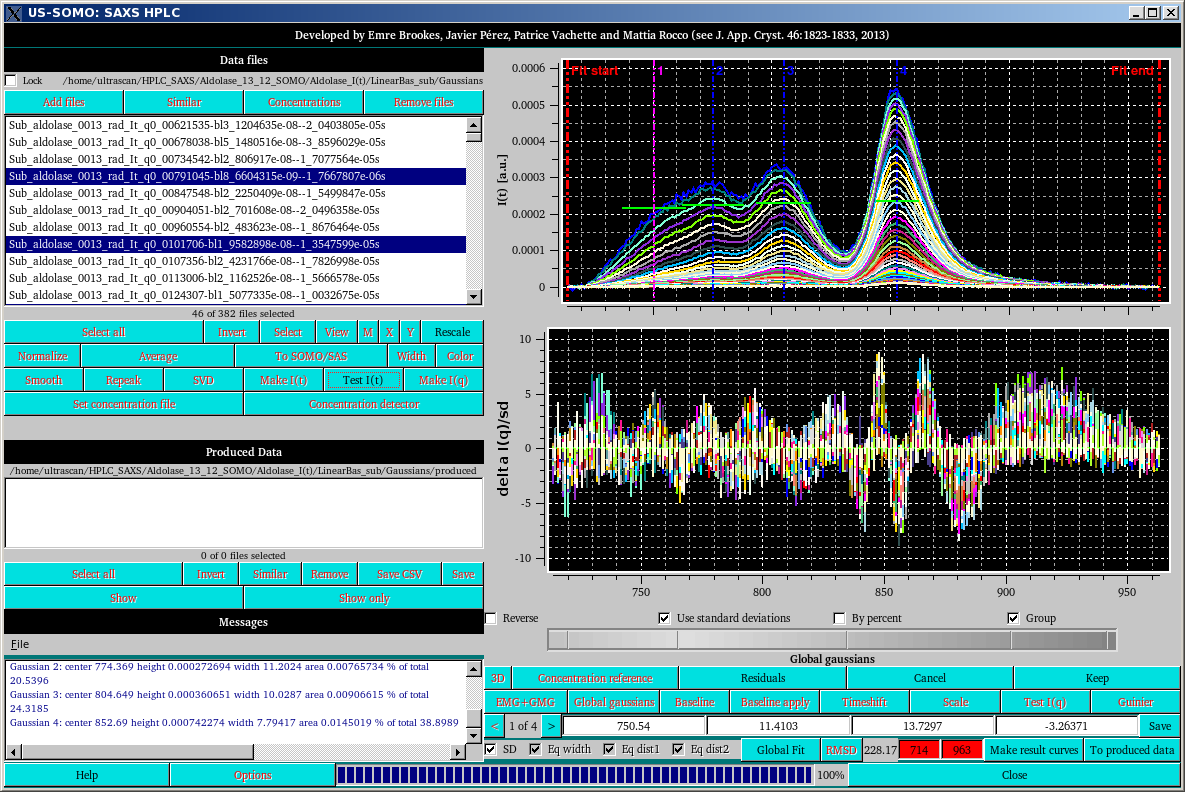 US-SOMO: SAXS HPLC
Developed by Emre Brookes, Javier Pérez, Patrice Vachette and Mattia Rocco (see J. App. Cryst. 46:1823-1833, 2013)
Data files
Lock /home/ultrascan/HPLC_SAXS/Aldolase_13_12_SOMO/Aldolase_I(t)/LinearBas_sub/Gaussians
Add files Similar Concentrations Remove files
Sub_aldolase_0013_rad_It_q0_00621535-bl3_1204635e-08--2_0403805e-05s
Sub_aldolase_0013_rad_It_q0_00678038-bl5_1480516e-08--3_8596029e-05s
Sub_aldolase_0013_rad_It_q0_00734542-bl2_806917e-08--1_7077564e-05s
Sub_aldolase_0013_rad_It_q0_00791045-bl8_6604315e-09--1_7667807e-06s
Sub_aldolase_0013_rad_It_q0_00847548-bl2_2250409e-08--1_5499847e-05s
Sub_aldolase_0013_rad_It_q0_00904051-bl2_701608e-08--2_0496358e-05s
Sub_aldolase_0013_rad_It_q0_00960554-bl2_483623e-08--1_8676464e-05s
Sub_aldolase_0013_rad_It_q0_0101706-bl1_9582898e-08--1_3547599e-05s
Sub_aldolase_0013_rad_It_q0_0107356-bl2_4231766e-08--1_7826998e-05s
Sub_aldolase_0013_rad_It_q0_0113006-bl2_1162526e-08--1_5666578e-05s
Sub_aldolase_0013_rad_It_q0_0124307-bl1_5077335e-08--1_0032675e-05s
46 of 382 files selected
Select all Invert Select View M X Y Rescale
Normalize Average To SOMO/SAS Width Color
Smooth Repeak SVD Make I(t) Test I(t) Make I(q)
Set concentration file Concentration detector
Produced Data
/home/ultrascan/HPLC_SAXS/Aldolase_13_12_SOMO/Aldolase_I(t)/LinearBas_sub/Gaussians/produced
0 of 0 files selected
Select all Invert Similar Remove Save CSV Save
Show Show only
Messages
File
Gaussian 2: center 774.369 height 0.000272694 width 11.2024 area 0.00765734 % of total
20.5396
Gaussian 3: center 804.649 height 0.000360651 width 10.0287 area 0.00906615 % of total
24.3185
Gaussian 4: center 852.69 height 0.000742274 width 7.79417 area 0.0145019 % of total 38.8989
Help Options 100% Close
I(t) [a.u.]
0.0006
0.0005
0.0004
0.0003
0.0002
0.0001
0
Fit start 1 2 3 4 Fit end
delta I(q)/sd
10
5
0
-5
-10
750 800 850 900 950
Reverse Use standard deviations By percent Group
Global gaussians
3D Concentration reference Residuals Cancel Keep
EMG+GMG Global gaussians Baseline Baseline apply Timeshift Scale Test I(q) Guinier
< 1 of 4 > 750.54 11.4103 13.7297 -3.26371 Save
SD Eq width Eq dist1 Eq dist2 Global Fit RMSD 228.17 714 963 Make result curves To produced data